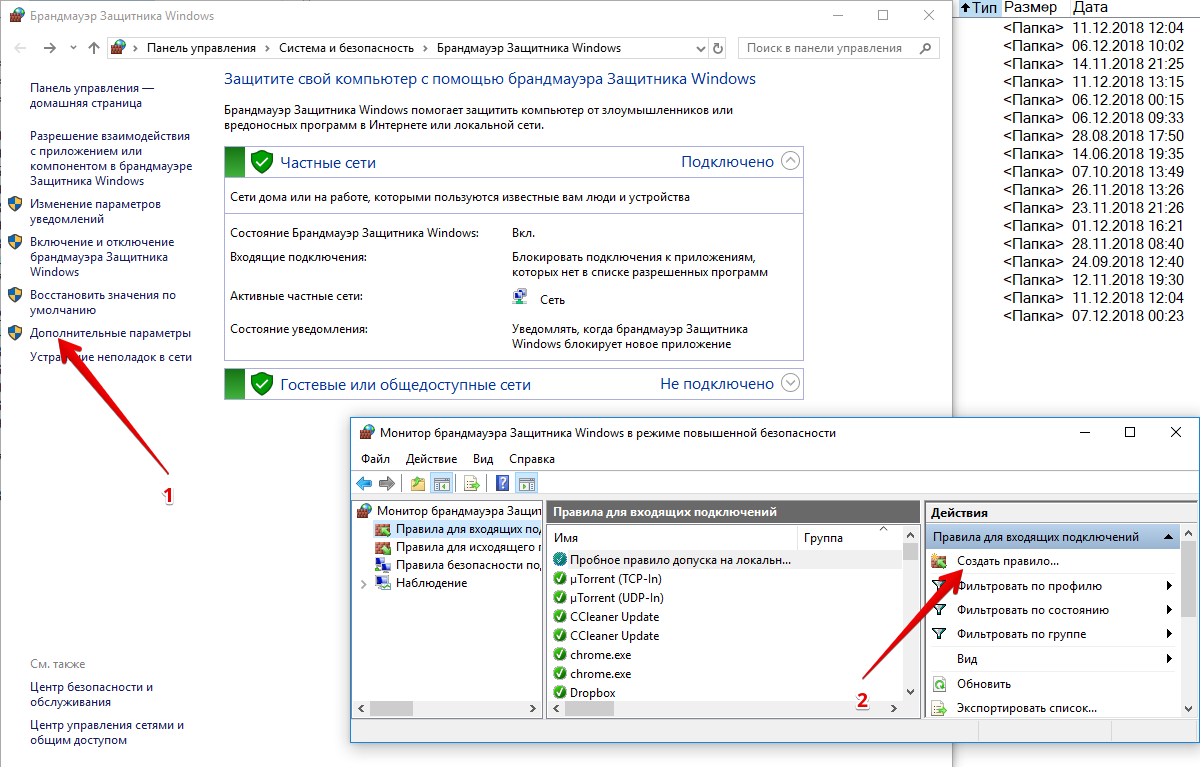 Брандмауэр Защитника Windows
Панель управления
Система и безопасность
Брандмауэр Защитника Windows
Поиск в панели управления
Панель управления —
домашняя страница
Разрешение взаимодействия
с приложением или
компонентом в брандмауэре
Защитника Windows
Изменение параметров
уведомлений
Включение и отключение
брандмауэра Защитника
Windows
Восстановить значения по
умолчанию
Дополнительные параметры
неполадок в сети
1
См. также
Центр безопасности и
обслуживания
Центр управления сетями и
общим доступом
Защитите свой компьютер с помощью брандмауэра Защитника Windows
Брандмауэр Защитника Windows помогает защитить компьютер от злоумышленников или
вредоносных программ в Интернете или локальной сети.
Частные сети
Подключено
Сети дома или на работе, которыми пользуются известные вам люди и устройства
Состояние Брандмауэр Защитника Windows:
Вкл.
Входящие подключения:
Блокировать подключения к приложениям,
которых нет в списке разрешенных программ
Активные частные сети:
Сеть
Состояние уведомления:
Уведомлять, когда брандмауэр Защитника
Windows блокирует новое приложение
Гостевые или общедоступные сети
Не подключено
Тип Размер Дата
<Папка> 11.12.2018 12:04
<Папка> 06.12.2018 10:02
<Папка> 14.11.2018 21:25
<Папка> 11.12.2018 13:15
<Папка> 06.12.2018 00:15
<Папка> 06.12.2018 09:33
<Папка> 28.08.2018 17:50
<Папка> 14.06.2018 19:35
<Папка> 07.10.2018 13:49
<Папка> 26.11.2018 13:26
<Папка> 23.11.2018 21:26
<Папка> 01.12.2018 16:21
<Папка> 28.11.2018 08:40
<Папка> 24.09.2018 12:40
<Папка> 12.11.2018 19:30
<Папка> 11.12.2018 12:04
<Папка> 07.12.2018 00:23
Монитор брандмауэра Защитника Windows в режиме повышенной безопасности
Файл Действие Вид Справка
Монитор брандмауэра Защит
Правила для входящих по
Правила для исходящего п
Правила безопасности по
Наблюдение
Правила для входящих подключений
Имя
Группа
Пробное правило допуска на локальн...
µTorrent (TCP-In)
µTorrent (UDP-In)
CCleaner Update
CCleaner Update
chrome.exe
chrome.exe
Dropbox
Действия
Правила для входящих подключений
Создать правило...
Фильтровать по профилю
Фильтровать по состоянию
Фильтровать по группе
Вид
Обновить
Экспортировать список...
2